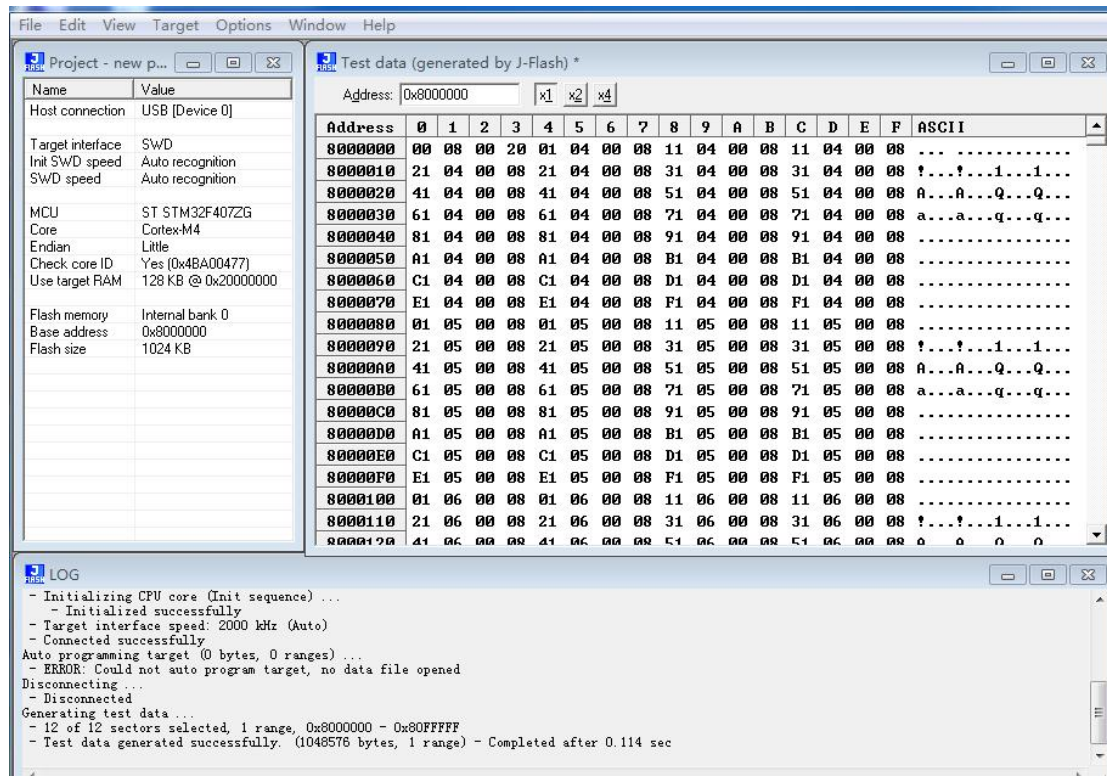 File Edit View Target Options Window Help
Project - new p...
Name Value
Host connection USB [Device 0]
Target interface SWD
Init SWD speed Auto recognition
SWD speed Auto recognition
MCU ST STM32F407ZG
Core Cortex-M4
Endian Little
Check core ID Yes (0x4BA00477)
Use target RAM 128 KB @ 0x20000000
Flash memory Internal bank 0
Base address 0x8000000
Flash size 1024 KB
Test data (generated by J-Flash) *
Address: 0x8000000 x1 x2 x4
Address 0 1 2 3 4 5 6 7 8 9 A B C D E F ASCII
8000000 00 08 00 20 01 04 00 08 11 04 00 08 11 04 00 08 ... ............
8000010 21 04 00 08 21 04 00 08 31 04 00 08 31 04 00 08 !...!...1...1...
8000020 41 04 00 08 41 04 00 08 51 04 00 08 51 04 00 08 A...A...Q...Q...
8000030 61 04 00 08 61 04 00 08 71 04 00 08 71 04 00 08 a...a...q...q...
8000040 81 04 00 08 81 04 00 08 91 04 00 08 91 04 00 08 ................
8000050 A1 04 00 08 A1 04 00 08 B1 04 00 08 B1 04 00 08 ................
8000060 C1 04 00 08 C1 04 00 08 D1 04 00 08 D1 04 00 08 ................
8000070 E1 04 00 08 E1 04 00 08 F1 04 00 08 F1 04 00 08 ................
8000080 01 05 00 08 01 05 00 08 11 05 00 08 11 05 00 08 ................
8000090 21 05 00 08 21 05 00 08 31 05 00 08 31 05 00 08 !...!...1...1...
80000A0 41 05 00 08 41 05 00 08 51 05 00 08 51 05 00 08 A...A...Q...Q...
80000B0 61 05 00 08 61 05 00 08 71 05 00 08 71 05 00 08 a...a...q...q...
80000C0 81 05 00 08 81 05 00 08 91 05 00 08 91 05 00 08 ................
80000D0 A1 05 00 08 A1 05 00 08 B1 05 00 08 B1 05 00 08 ................
80000E0 C1 05 00 08 C1 05 00 08 D1 05 00 08 D1 05 00 08 ................
80000F0 E1 05 00 08 E1 05 00 08 F1 05 00 08 F1 05 00 08 ................
8000100 01 06 00 08 01 06 00 08 11 06 00 08 11 06 00 08 ................
8000110 21 06 00 08 21 06 00 08 31 06 00 08 31 06 00 08 !...!...1...1...
8000120 41 06 00 08 41 06 00 08 51 06 00 08 51 06 00 08
LOG
- Initializing CPU core (Init sequence) ...
- Initialized successfully
- Target interface speed: 2000 kHz (Auto)
- Connected successfully
Auto programming target (0 bytes, 0 ranges) ...
- ERROR: Could not auto program target, no data file opened
Disconnecting ...
- Disconnected
Generating test data ...
- 12 of 12 sectors selected, 1 range, 0x8000000 - 0x80FFFFF
- Test data generated successfully. (1048576 bytes, 1 range) - Completed after 0.114 sec